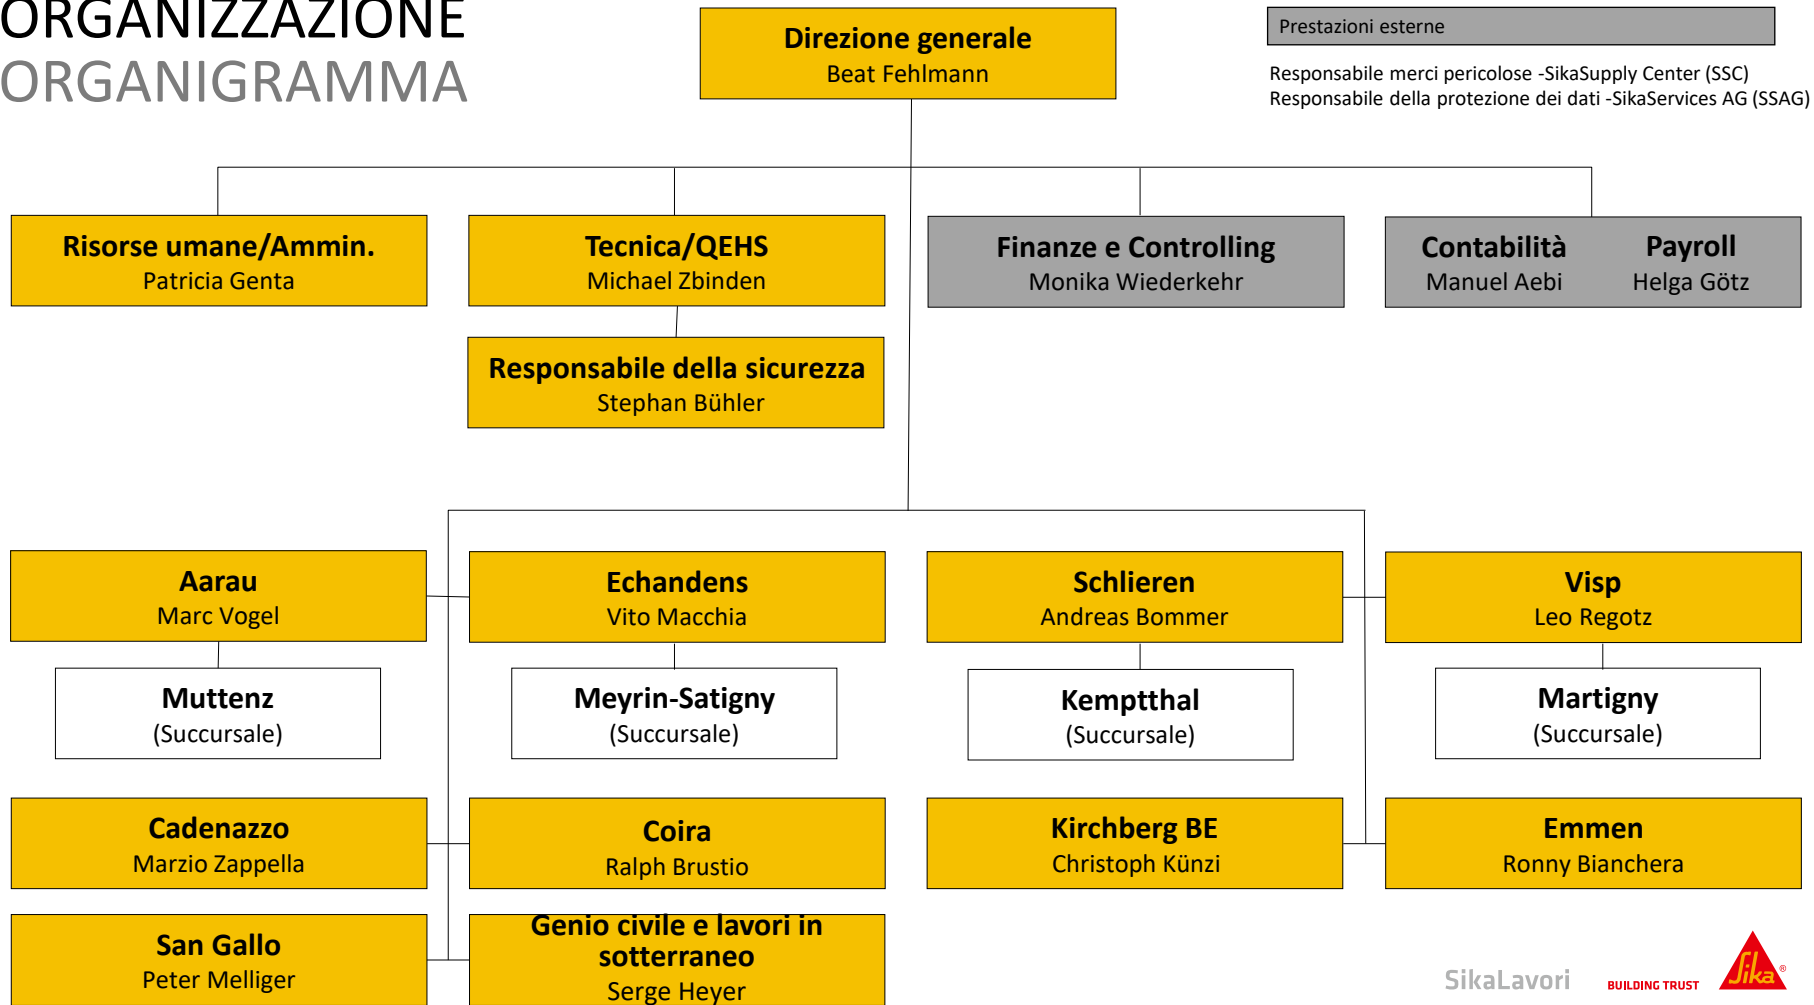 ORGANIZZAZIONE
ORGANIGRAMMA
Direzione generale
Beat Fehlmann
Prestazioni esterne
Responsabile merci pericolose -SikaSupply Center (SSC)
Responsabile della protezione dei dati -SikaServices AG (SSAG)
Risorse umane/Ammin.
Patricia Genta
Tecnica/QEHS
Michael Zbinden
Finanze e Controlling
Monika Wiederkehr
Contabilità
Manuel Aebi
Payroll
Helga Götz
Responsabile della sicurezza
Stephan Bühler
Aarau
Marc Vogel
Echandens
Vito Macchia
Schlieren
Andreas Bommer
Visp
Leo Regotz
Muttenz
(Succursale)
Meyrin-Satigny
(Succursale)
Kemptthal
(Succursale)
Martigny
(Succursale)
Cadenazzo
Marzio Zappella
Coira
Ralph Brustio
Kirchberg BE
Christoph Künzi
Emmen
Ronny Bianchera
San Gallo
Peter Melliger
Genio civile e lavori in
sotterraneo
Serge Heyer
SikaLavori
BUILDING TRUST
Sika®